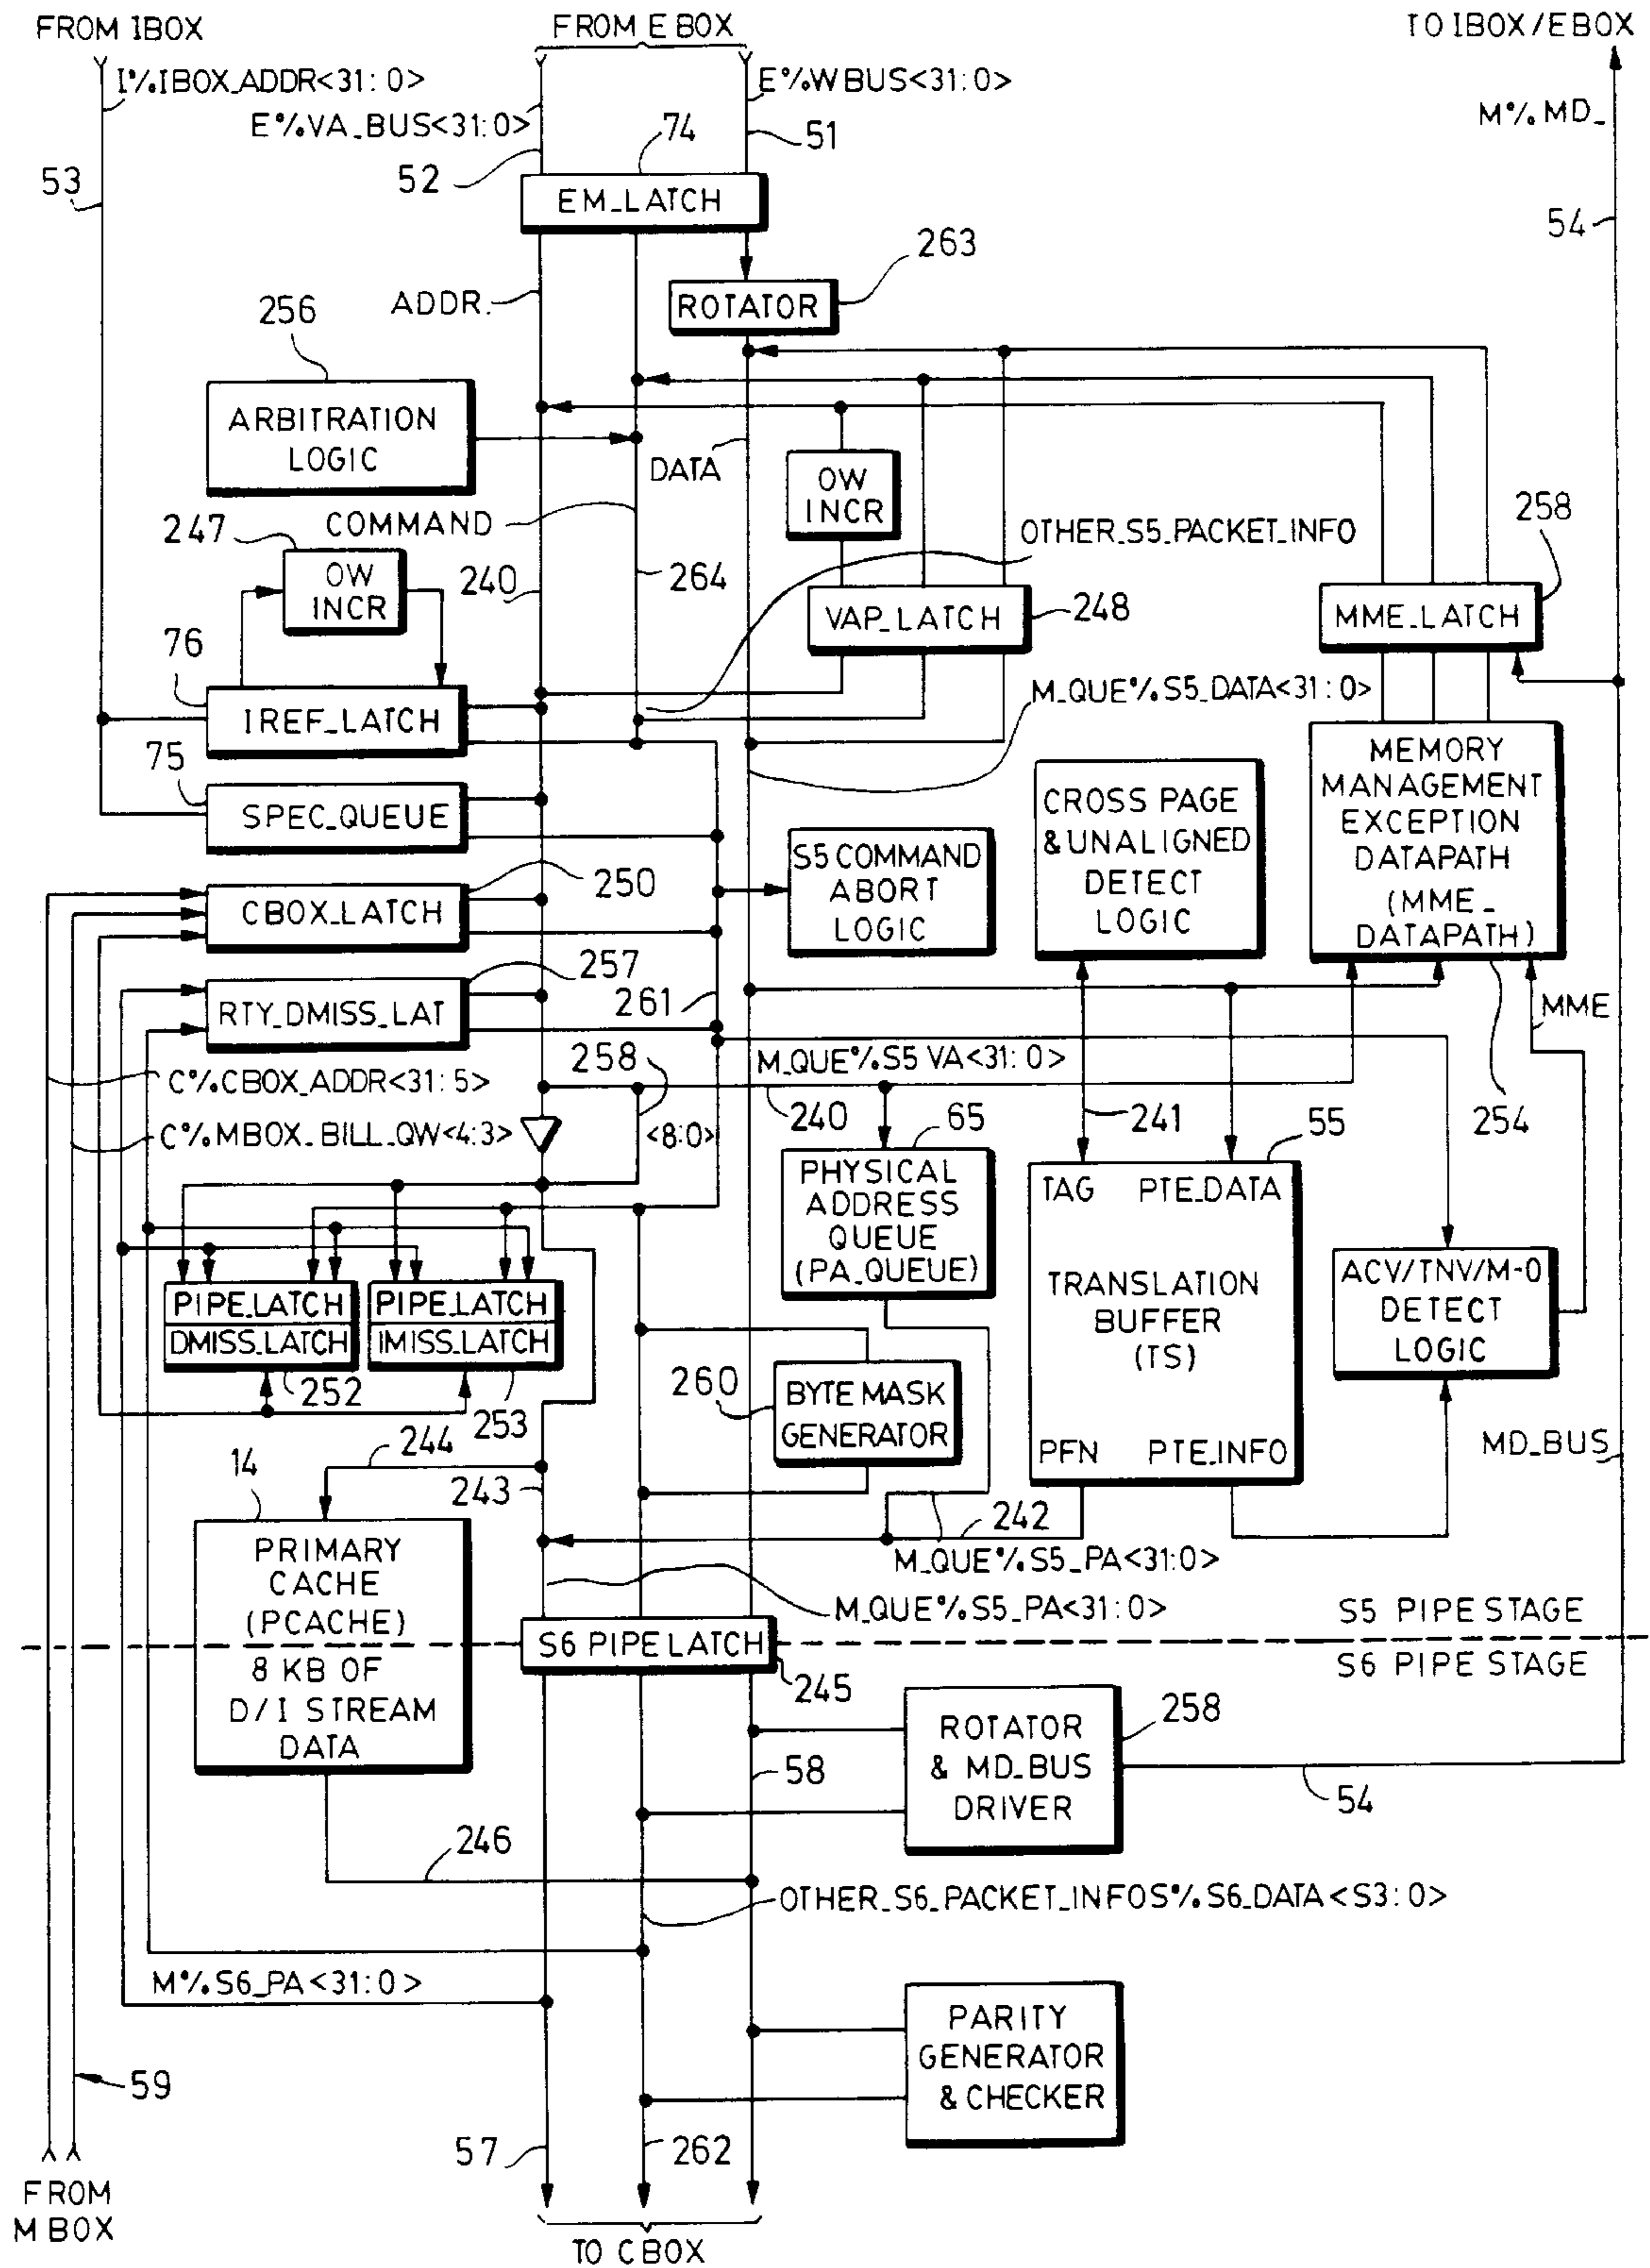 FROM IBOX
FROM E BOX
TO IBOX/EBOX
I%IBOX_ADDR<31:0>
E%WBUS<31:0>
E%VA_BUS<31:0>
M%MD_
74
51
53
52
EM_LATCH
54
263
ADDR.
ROTATOR
256
ARBITRATION
LOGIC
DATA
OW
INCR
COMMAND
247
258
OTHER_S5_PACKET_INFO
OW
INCR
240
264
VAP_LATCH
248
MME_LATCH
76
IREF_LATCH
M_QUE%S5_DATA<31:0>
75
SPEC_QUEUE
MEMORY
MANAGEMENT
EXCEPTION
DATAPATH
(MME_
DATAPATH)
CROSS PAGE
& UNALIGNED
DETECT
LOGIC
S5 COMMAND
ABORT
LOGIC
250
CBOX_LATCH
257
RTY_DMISS_LAT
261
MME
258
M_QUE%S5 VA<31:0>
C%CBOX_ADDR<31:5>
240
65
241
55
254
C%MBOX_BILL_QW<4:3>
<8:0>
PHYSICAL
ADDRESS
QUEUE
(PA_QUEUE)
TAG
PTE_DATA
TRANSLATION
BUFFER
(TS)
PFN
PTE_INFO
ACV/TNV/M-0
DETECT
LOGIC
PIPE_LATCH
DMISS_LATCH
PIPE_LATCH
IMISS_LATCH
252
253
260
BYTE MASK
GENERATOR
244
14
243
MD_BUS
PRIMARY
CACHE
(PCACHE)
8 KB OF
D/I STREAM
DATA
242
M_QUE%S5_PA<31:0>
M_QUE%S5_PA<31:0>
S5 PIPE STAGE
S6 PIPE LATCH
S6 PIPE STAGE
245
258
ROTATOR
& MD_BUS
DRIVER
58
54
246
OTHER_S6_PACKET_INFOS%S6_DATA<S3:0>
M%S6_PA<31:0>
PARITY
GENERATOR
& CHECKER
59
57
262
FROM
M BOX
TO CBOX